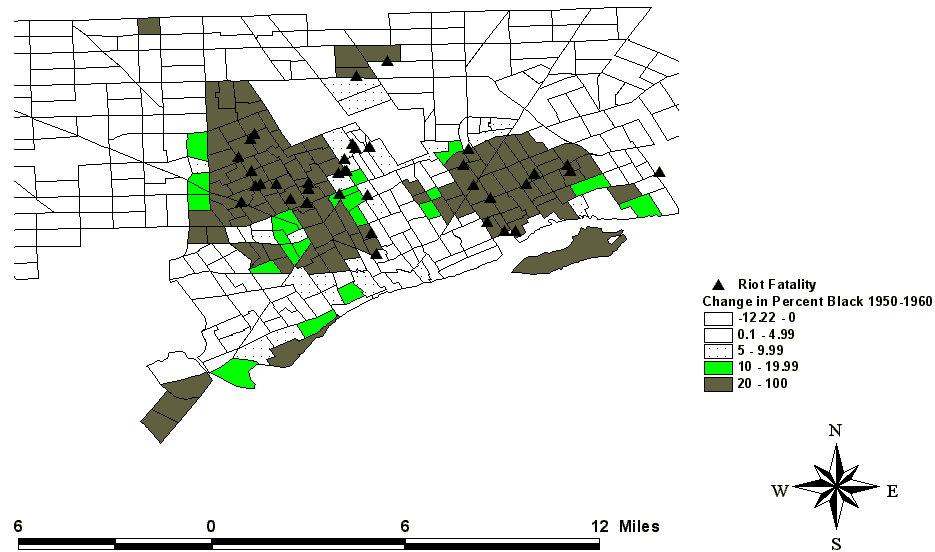 Riot Fatality
Change in Percent Black 1950-1960
-12.22 - 0
0.1 - 4.99
5 - 9.99
10 - 19.99
20 - 100
N
W E
S
6 0 6 12 Miles